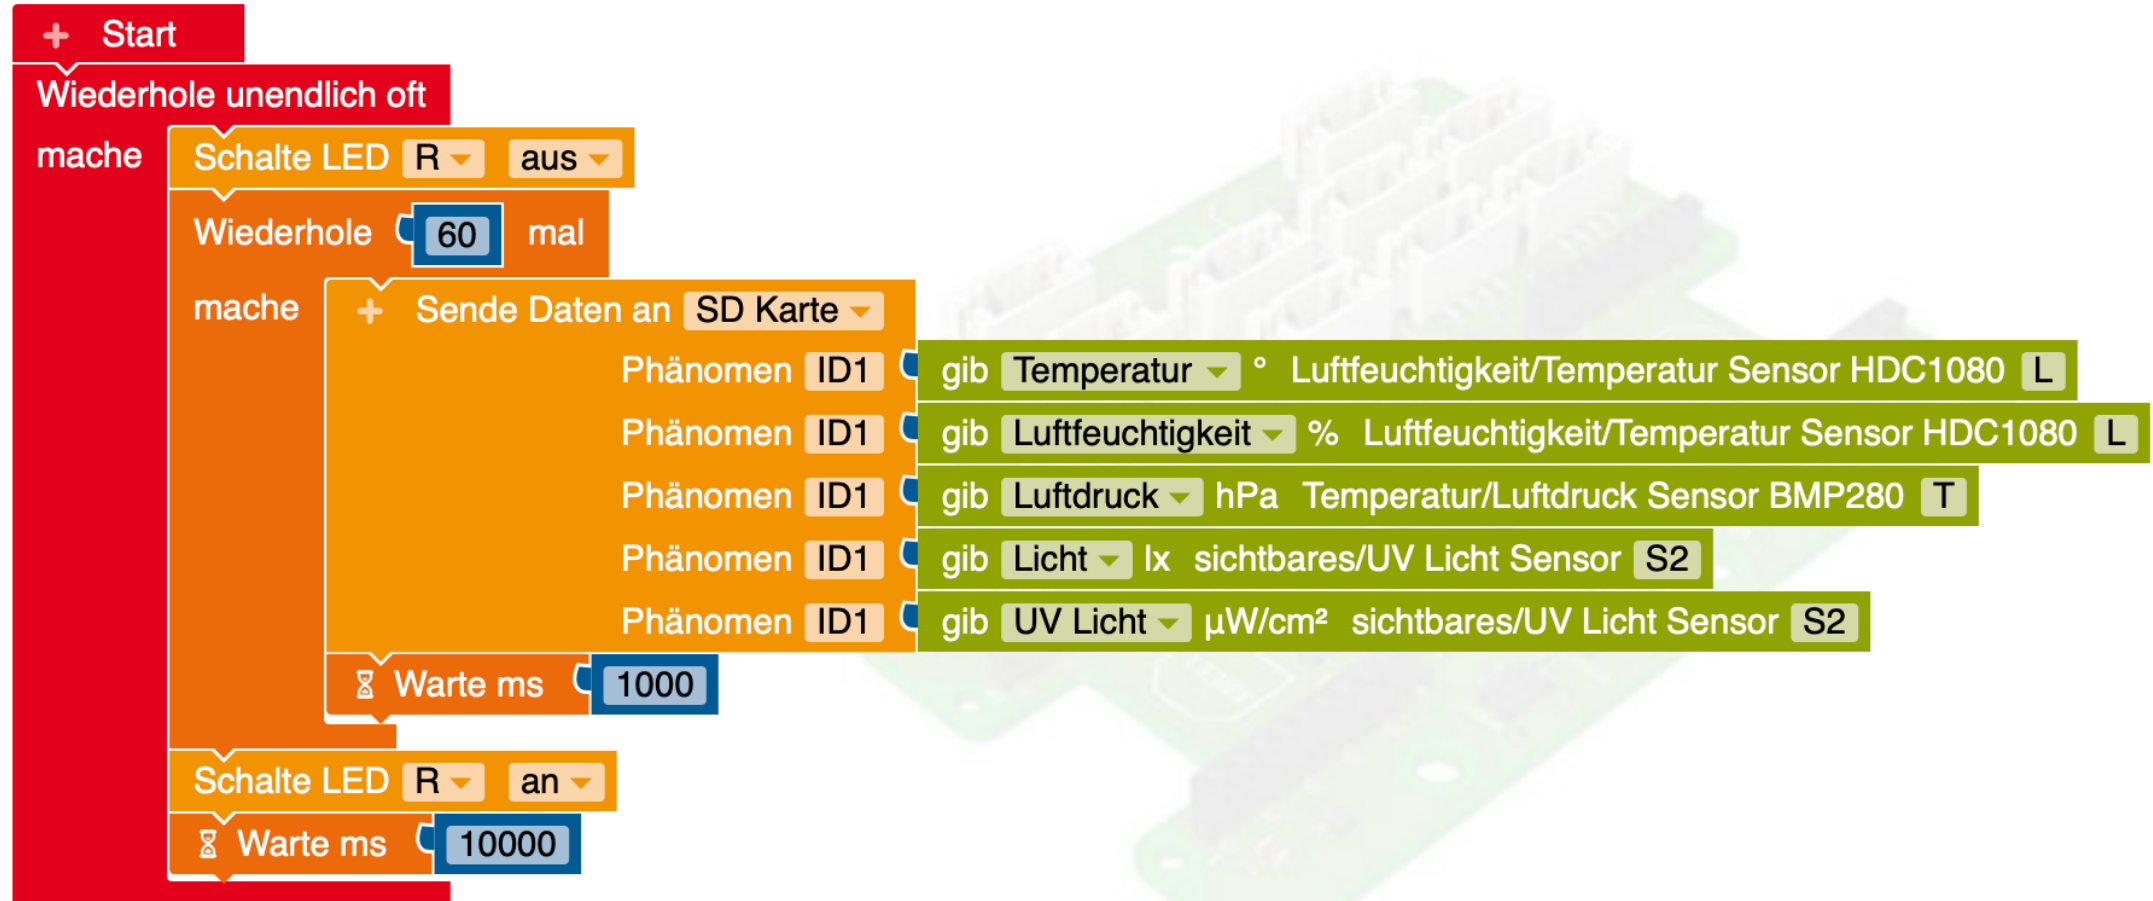 + Start
Wiederhole unendlich oft
mache Schalte LED R aus
Wiederhole 60 mal
mache + Sende Daten an SD Karte
Phänomen ID1 gib Temperatur ° Luftfeuchtigkeit/Temperatur Sensor HDC1080 L
Phänomen ID1 gib Luftfeuchtigkeit % Luftfeuchtigkeit/Temperatur Sensor HDC1080 L
Phänomen ID1 gib Luftdruck hPa Temperatur/Luftdruck Sensor BMP280 T
Phänomen ID1 gib Licht lx sichtbares/UV Licht Sensor S2
Phänomen ID1 gib UV Licht µW/cm² sichtbares/UV Licht Sensor S2
Warte ms 1000
Schalte LED R an
Warte ms 10000